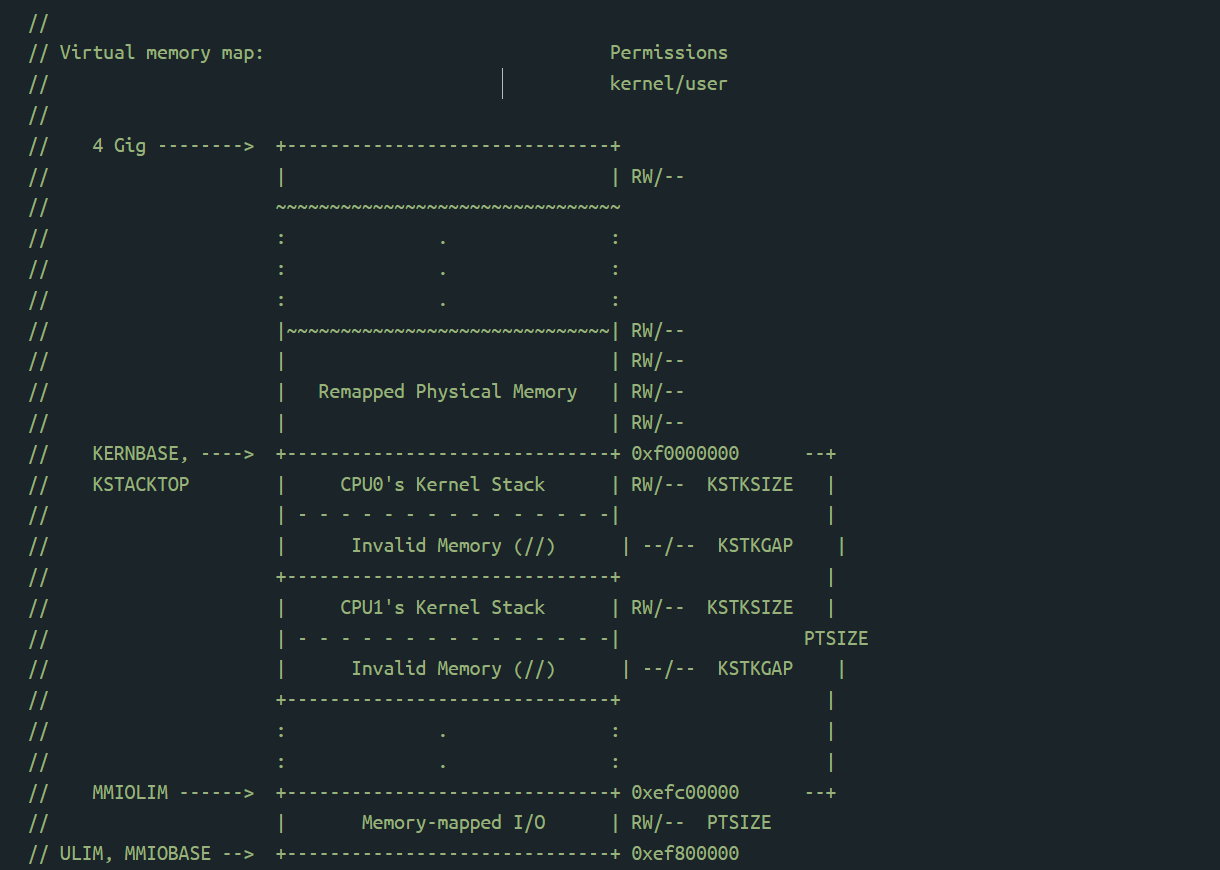 //
// Virtual memory map:                                Permissions
//                                                    kernel/user
//
//    4 Gig -------->  +------------------------------+
//                     |                              | RW/--
//                     ~~~~~~~~~~~~~~~~~~~~~~~~~~~~~~~~
//                     :              .               :
//                     :              .               :
//                     :              .               :
//                     |~~~~~~~~~~~~~~~~~~~~~~~~~~~~~~| RW/--
//                     |                              | RW/--
//                     |   Remapped Physical Memory   | RW/--
//                     |                              | RW/--
//    KERNBASE, ---->  +------------------------------+ 0xf0000000      --+
//    KSTACKTOP        |     CPU0's Kernel Stack      | RW/--  KSTKSIZE   |
//                     | - - - - - - - - - - - - - - -|                   |
//                     |      Invalid Memory (//)      | --/--  KSTKGAP    |
//                     +------------------------------+                   |
//                     |     CPU1's Kernel Stack      | RW/--  KSTKSIZE   |
//                     | - - - - - - - - - - - - - - -|                 PTSIZE
//                     |      Invalid Memory (//)      | --/--  KSTKGAP    |
//                     +------------------------------+                   |
//                     :              .               :                   |
//                     :              .               :                   |
//    MMIOLIM ------>  +------------------------------+ 0xefc00000      --+
//                     |       Memory-mapped I/O      | RW/--  PTSIZE
// ULIM, MMIOBASE -->  +------------------------------+ 0xef800000